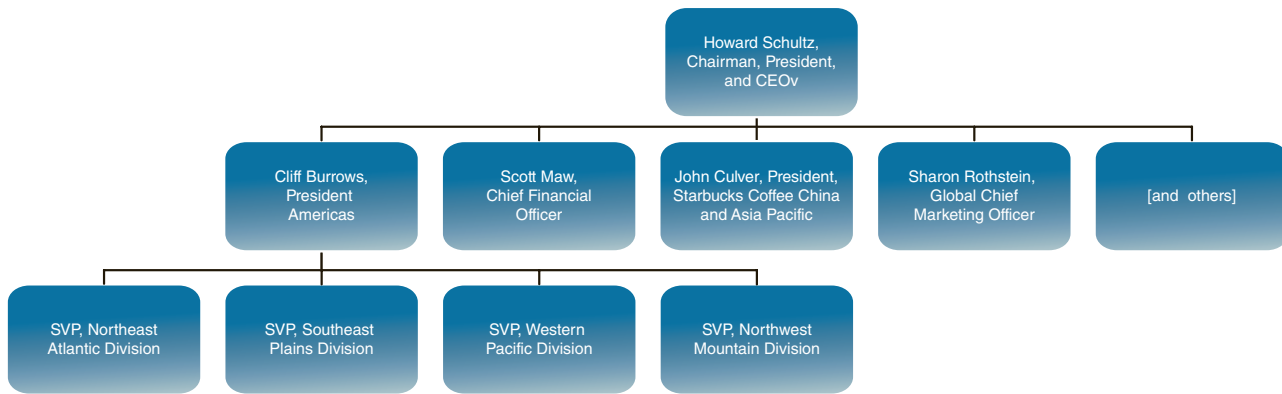 Howard Schultz,
Chairman, President,
and CEOv
Cliff Burrows,
President
Americas
Scott Maw,
Chief Financial
Officer
John Culver, President,
Starbucks Coffee China
and Asia Pacific
Sharon Rothstein,
Global Chief
Marketing Officer
[and others]
SVP, Northeast
Atlantic Division
SVP, Southeast
Plains Division
SVP, Western
Pacific Division
SVP, Northwest
Mountain Division